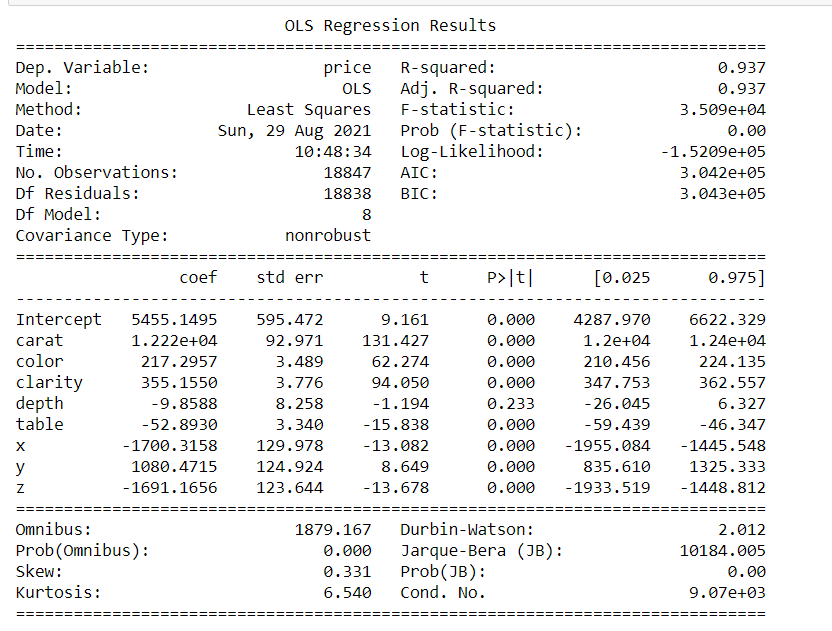 OLS Regression Results
==============================================================================
Dep. Variable:                  price   R-squared:                       0.937
Model:                            OLS   Adj. R-squared:                  0.937
Method:                 Least Squares   F-statistic:                 3.509e+04
Date:                Sun, 29 Aug 2021   Prob (F-statistic):               0.00
Time:                        10:48:34   Log-Likelihood:            -1.5209e+05
No. Observations:               18847   AIC:                         3.042e+05
Df Residuals:                   18838   BIC:                         3.043e+05
Df Model:                           8
Covariance Type:            nonrobust
==============================================================================
coef    std err          t      P>|t|      [0.025      0.975]
------------------------------------------------------------------------------
Intercept   5455.1495    595.472      9.161      0.000    4287.970    6622.329
carat       1.222e+04     92.971    131.427      0.000     1.2e+04    1.24e+04
color        217.2957      3.489     62.274      0.000     210.456     224.135
clarity      355.1550      3.776     94.050      0.000     347.753     362.557
depth         -9.8588      8.258     -1.194      0.233     -26.045       6.327
table        -52.8930      3.340    -15.838      0.000     -59.439     -46.347
x          -1700.3158    129.978    -13.082      0.000   -1955.084   -1445.548
y           1080.4715    124.924      8.649      0.000     835.610    1325.333
z          -1691.1656    123.644    -13.678      0.000   -1933.519   -1448.812
==============================================================================
Omnibus:                     1879.167   Durbin-Watson:                   2.012
Prob(Omnibus):                  0.000   Jarque-Bera (JB):            10184.005
Skew:                           0.331   Prob(JB):                         0.00
Kurtosis:                       6.540   Cond. No.                     9.07e+03
==============================================================================